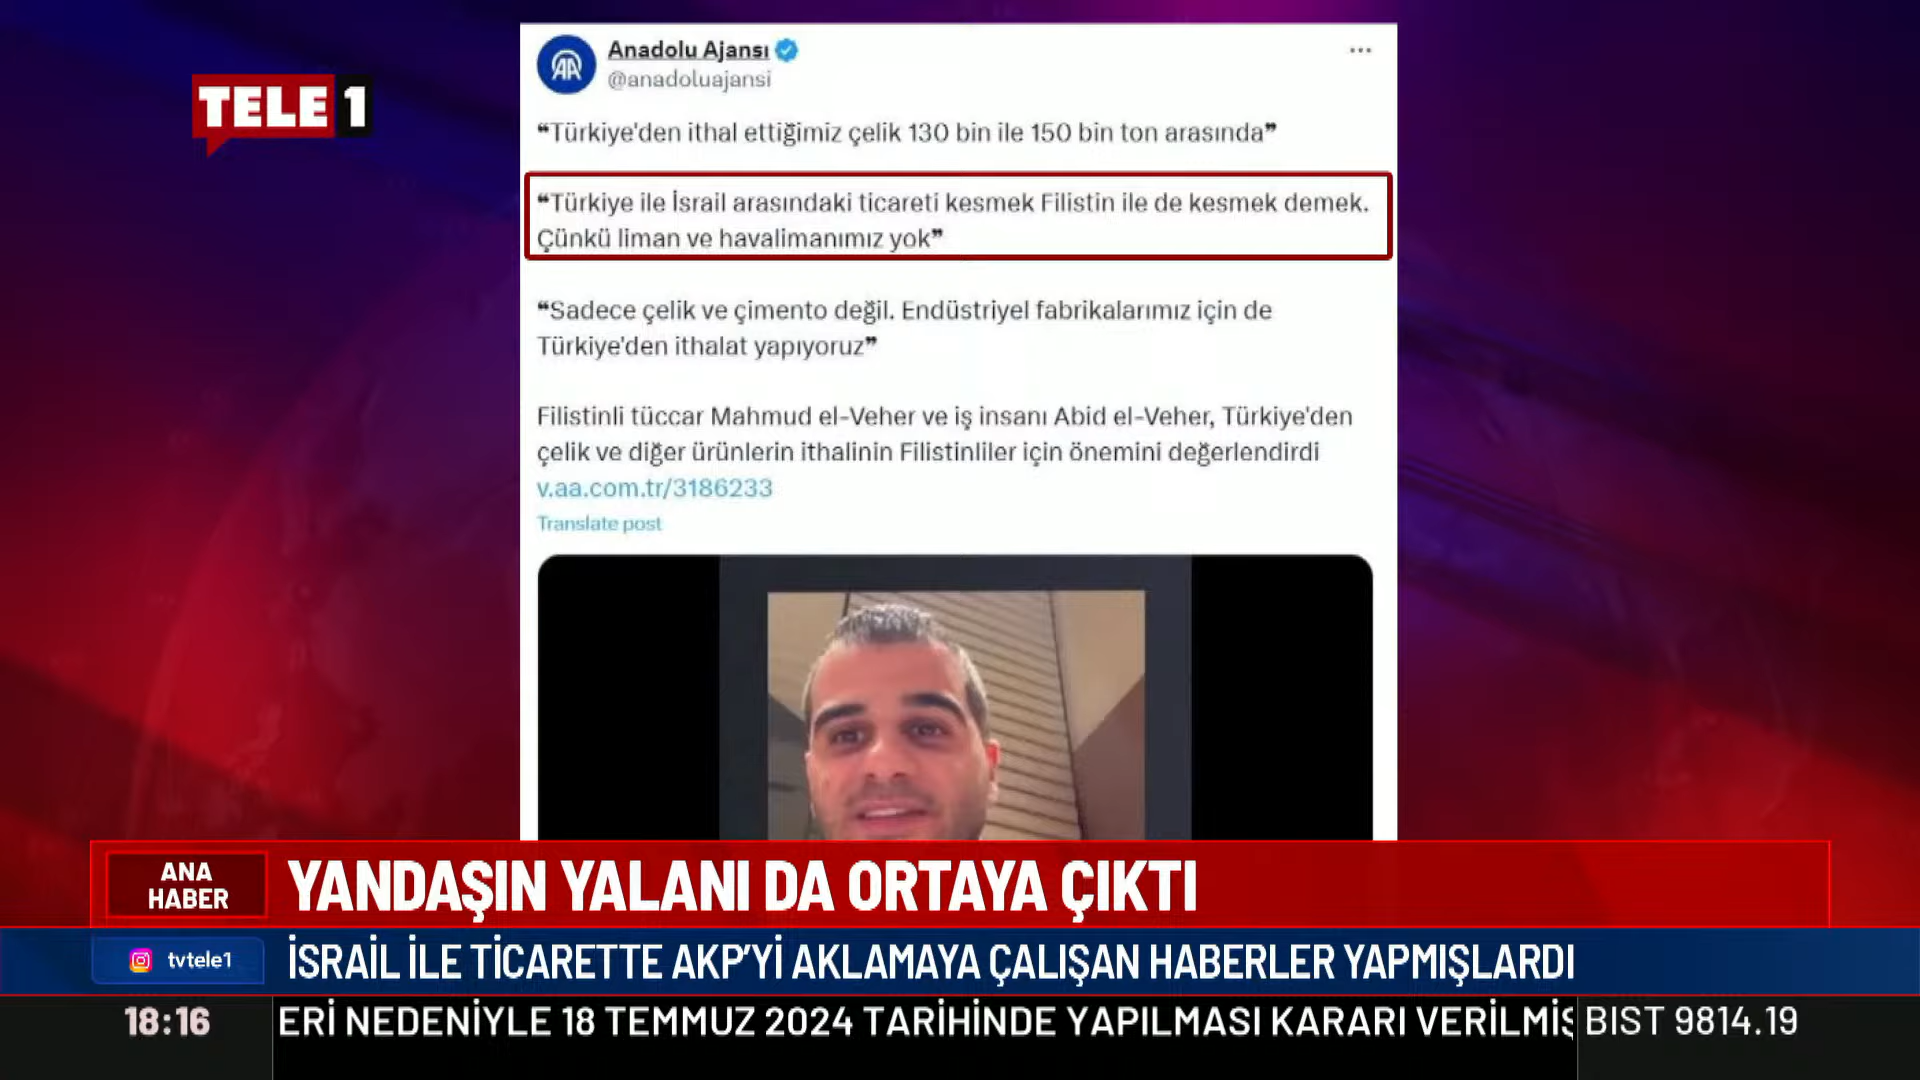 TELE 1
Anadolu Ajansı
@anadoluajansi
❝Türkiye'den ithal ettiğimiz çelik 130 bin ile 150 bin ton arasında❞
❝Türkiye ile İsrail arasındaki ticareti kesmek Filistin ile de kesmek demek.
Çünkü liman ve havalimanımız yok❞
❝Sadece çelik ve çimento değil. Endüstriyel fabrikalarımız için de
Türkiye'den ithalat yapıyoruz❞
Filistinli tüccar Mahmud el-Veher ve iş insanı Abid el-Veher, Türkiye'den
çelik ve diğer ürünlerin ithalinin Filistinliler için önemini değerlendirdi
v.aa.com.tr/3186233
Translate post
ANA
HABER
YANDAŞIN YALANI DA ORTAYA ÇIKTI
tvtele1
İSRAİL İLE TİCARETTE AKP'Yİ AKLAMAYA ÇALIŞAN HABERLER YAPMIŞLARDI
18:16
ERİ NEDENİYLE 18 TEMMUZ 2024 TARİHİNDE YAPILMASI KARARI VERİLMİŞ
BIST 9814.19